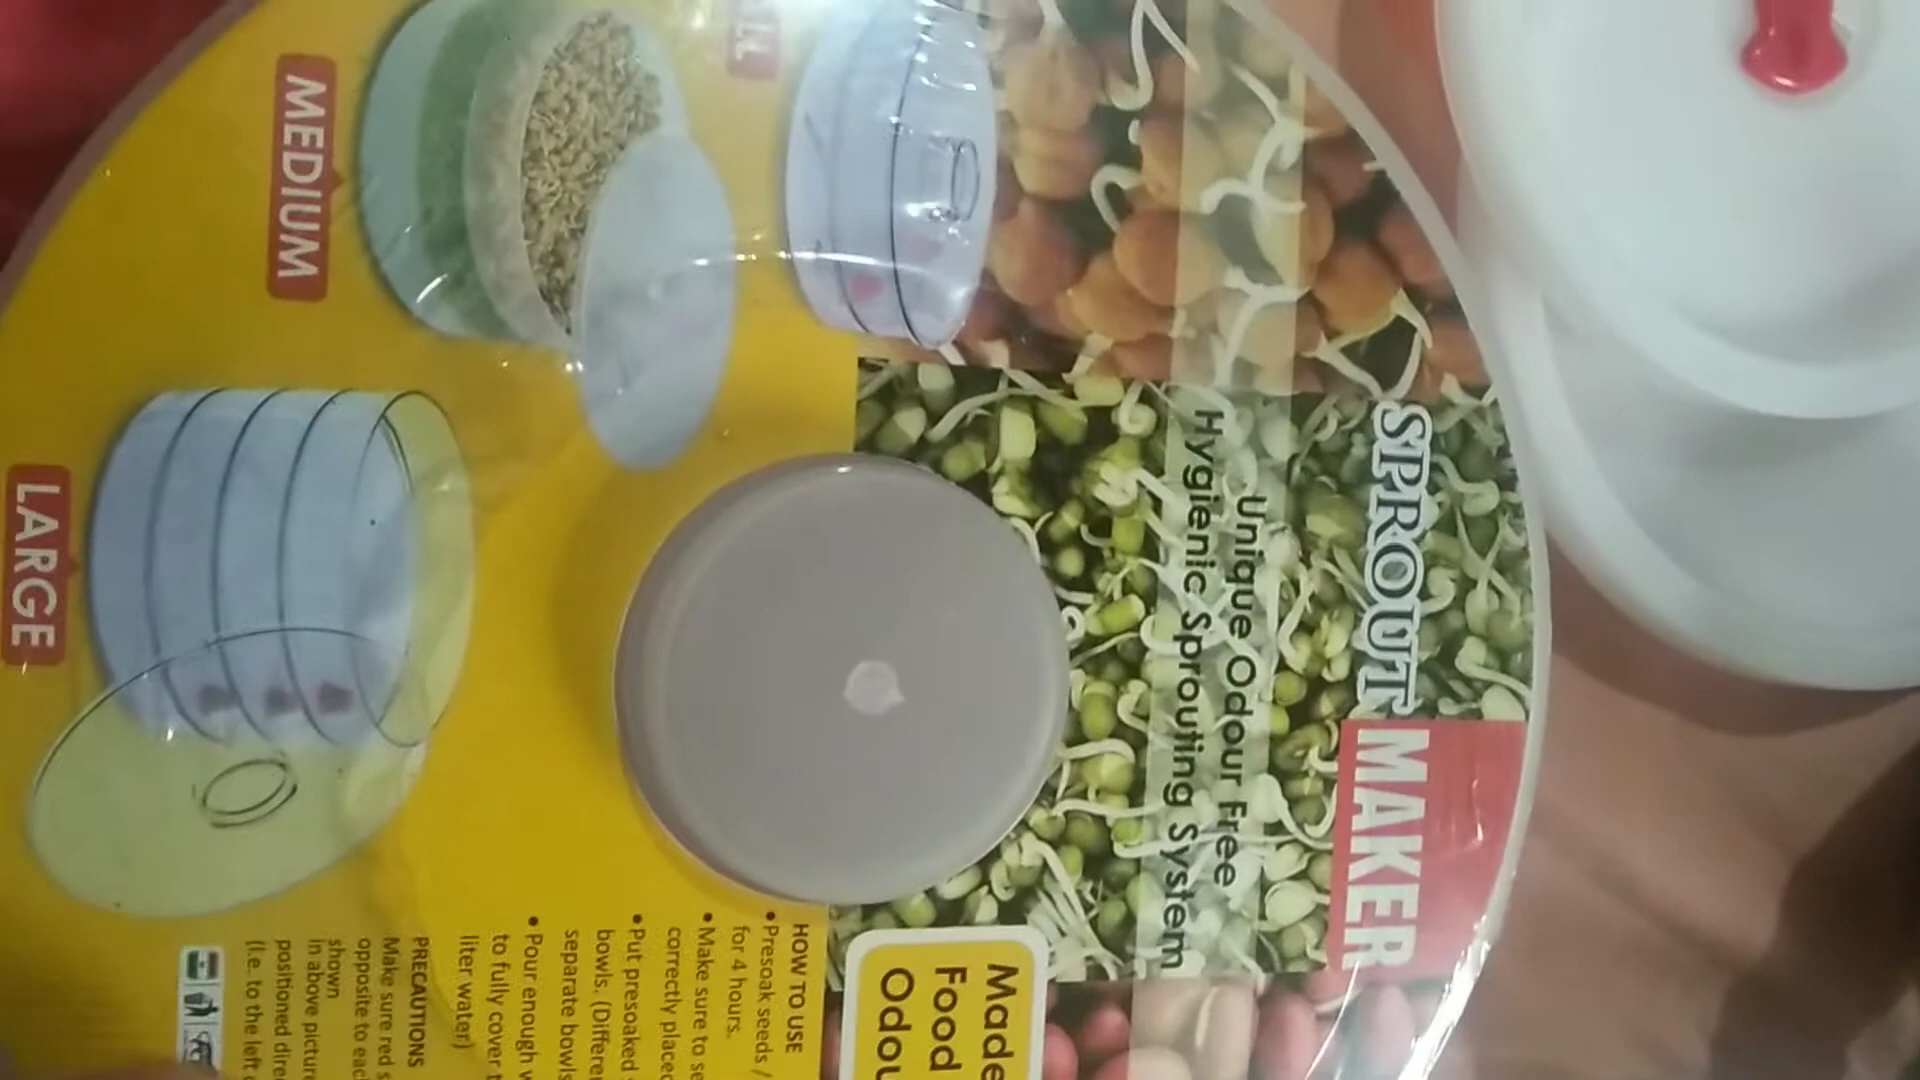 SPROUT MAKER
Unique Odour Free
Hygienic Sprouting System
MEDIUM
LARGE
Made
Food
Odou
HOW TO USE
• Presoak seeds /
for 4 hours.
• Make sure to se
correctly placed
• Put presoaked
bowls. (Differen
separate bowls
• Pour enough w
to fully cover t
liter water)
PRECAUTIONS
Make sure red s
opposite to each
shown
in above picture
positioned dire
(i.e. to the left